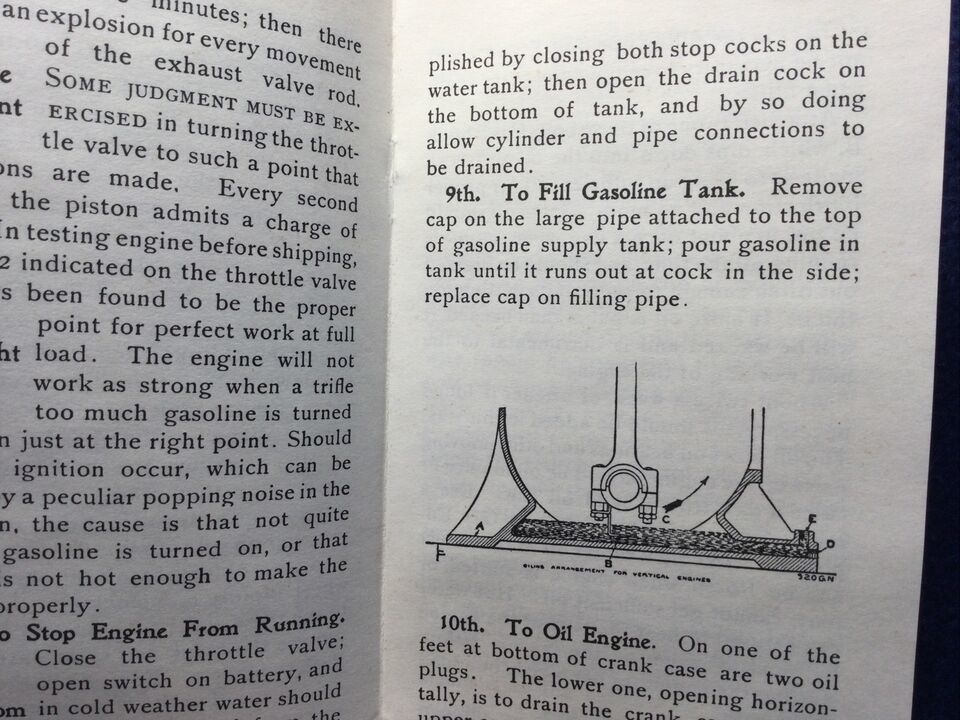 minutes; then there
an explosion for every movement
of the exhaust valve rod.
SOME JUDGMENT MUST BE EX-
ERCISED in turning the throt-
tle valve to such a point that
ons are made. Every second
the piston admits a charge of
In testing engine before shipping,
2 indicated on the throttle valve
s been found to be the proper
point for perfect work at full
ht load. The engine will not
work as strong when a trifle
too much gasoline is turned
n just at the right point. Should
ignition occur, which can be
y a peculiar popping noise in the
n, the cause is that not quite
gasoline is turned on, or that
is not hot enough to make the
properly.
o Stop Engine From Running.
Close the throttle valve;
open switch on battery, and
om in cold weather water should
the
plished by closing both stop cocks on the
water tank; then open the drain cock on
the bottom of tank, and by so doing
allow cylinder and pipe connections to
be drained.
9th. To Fill Gasoline Tank. Remove
cap on the large pipe attached to the top
of gasoline supply tank; pour gasoline in
tank until it runs out at cock in the side;
replace cap on filling pipe.
A
B
C
D
E
F
OILING ARRANGEMENT FOR VERTICAL ENGINES
920GN
10th. To Oil Engine. On one of the
feet at bottom of crank case are two oil
plugs. The lower one, opening horizon-
tally, is to drain the crank